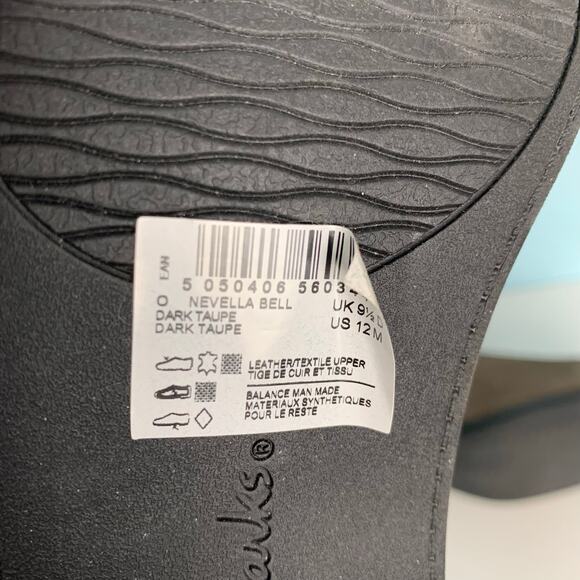 EAN
5 050406 5603
O NEVELLA BELL
DARK TAUPE
DARK TAUPE
UK 9½ D
US 12 M
LEATHER/TEXTILE UPPER
TIGE DE CUIR ET TISSU
BALANCE MAN MADE
MATERIAUX SYNTHETIQUES
POUR LE RESTE
arks®